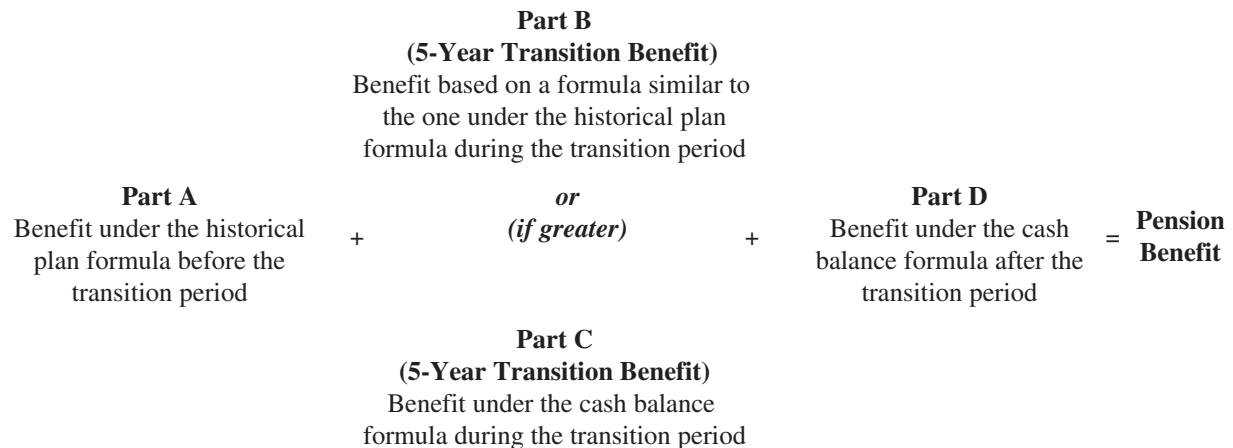 Part B
(5-Year Transition Benefit)
Benefit based on a formula similar to
the one under the historical plan
formula during the transition period
Part A
Benefit under the historical
plan formula before the
transition period
+
or
(if greater)
+
Part D
Benefit under the cash
balance formula after the
transition period
=
Pension
Benefit
Part C
(5-Year Transition Benefit)
Benefit under the cash balance
formula during the transition period